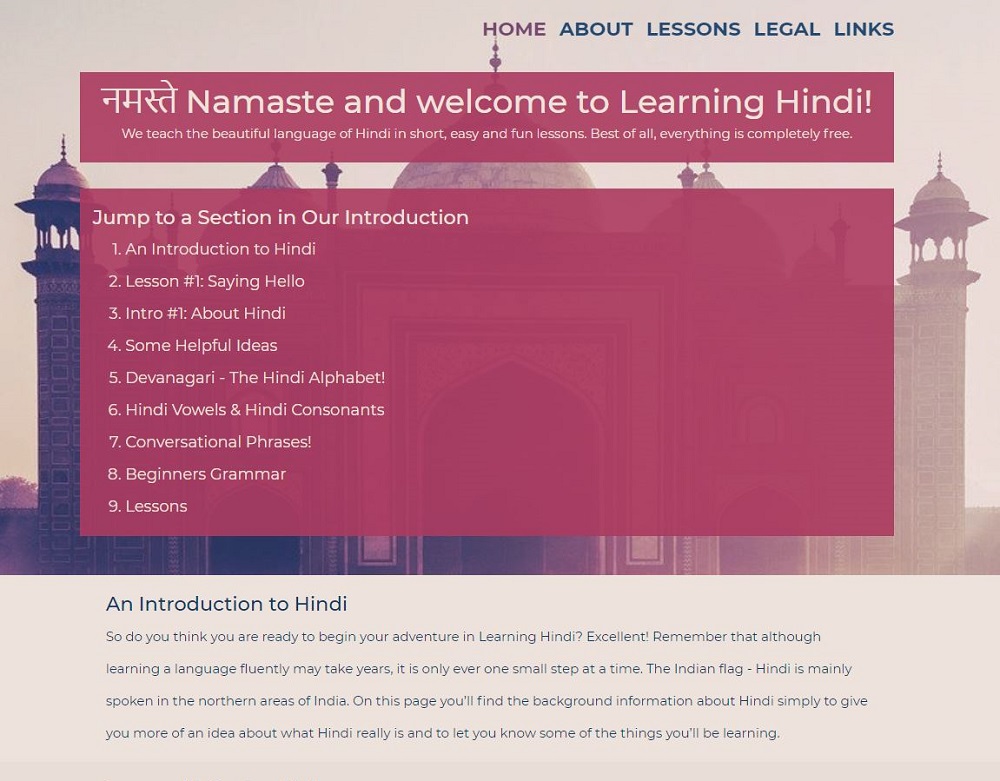 HOME ABOUT LESSONS LEGAL LINKS
नमस्ते Namaste and welcome to Learning Hindi!
We teach the beautiful language of Hindi in short, easy and fun lessons. Best of all, everything is completely free.
Jump to a Section in Our Introduction
1. An Introduction to Hindi
2. Lesson #1: Saying Hello
3. Intro #1: About Hindi
4. Some Helpful Ideas
5. Devanagari - The Hindi Alphabet!
6. Hindi Vowels & Hindi Consonants
7. Conversational Phrases!
8. Beginners Grammar
9. Lessons
An Introduction to Hindi
So do you think you are ready to begin your adventure in Learning Hindi? Excellent! Remember that although
learning a language fluently may take years, it is only ever one small step at a time. The Indian flag - Hindi is mainly
spoken in the northern areas of India. On this page you'll find the background information about Hindi simply to give
you more of an idea about what Hindi really is and to let you know some of the things you'll be learning.